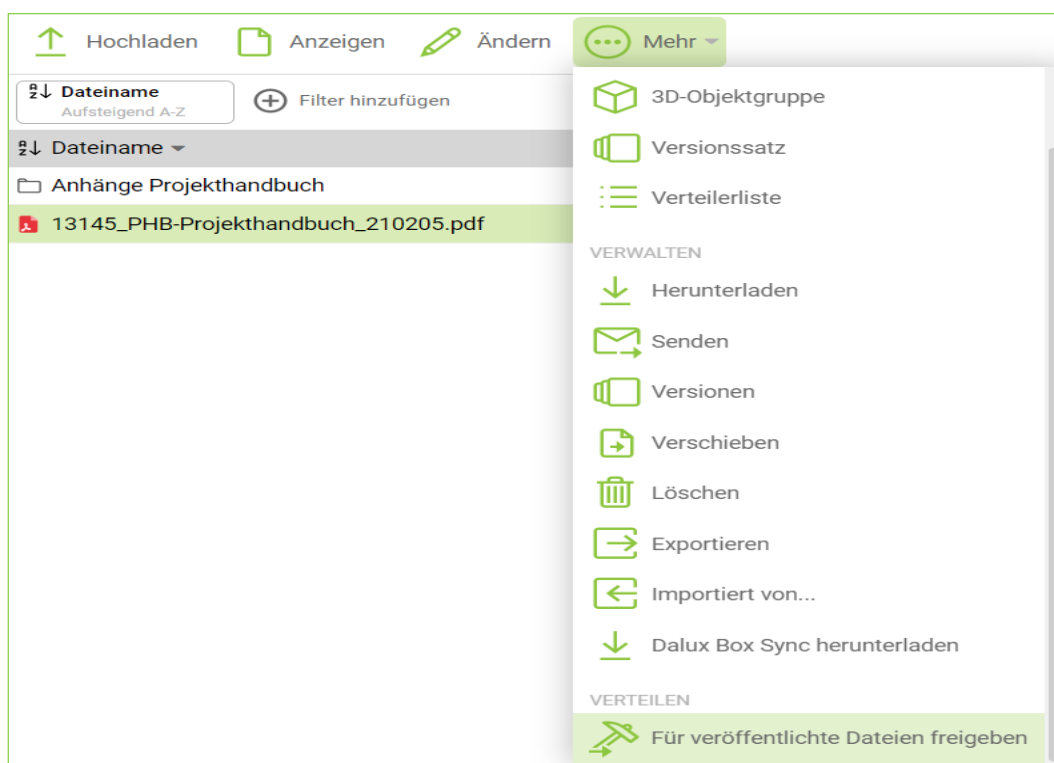 Hochladen Anzeigen Ändern Mehr
Dateiname
Aufsteigend A-Z
Filter hinzufügen
Dateiname
Anhänge Projekthandbuch
13145_PHB-Projekthandbuch_210205.pdf
3D-Objektgruppe
Versionssatz
Verteilerliste
VERWALTEN
Herunterladen
Senden
Versionen
Verschieben
Löschen
Exportieren
Importiert von...
Dalux Box Sync herunterladen
VERTEILEN
Für veröffentlichte Dateien freigeben